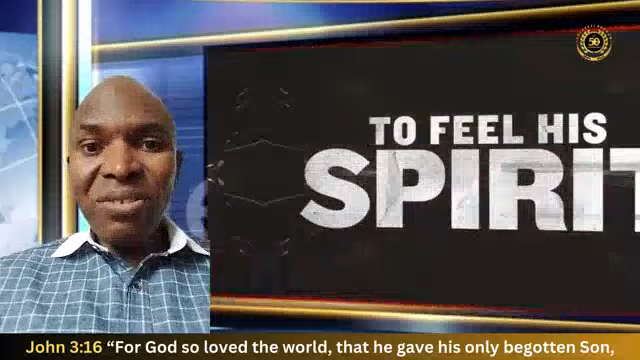 TO FEEL HIS
SPIRIT
John 3:16 “For God so loved the world, that he gave his only begotten Son,